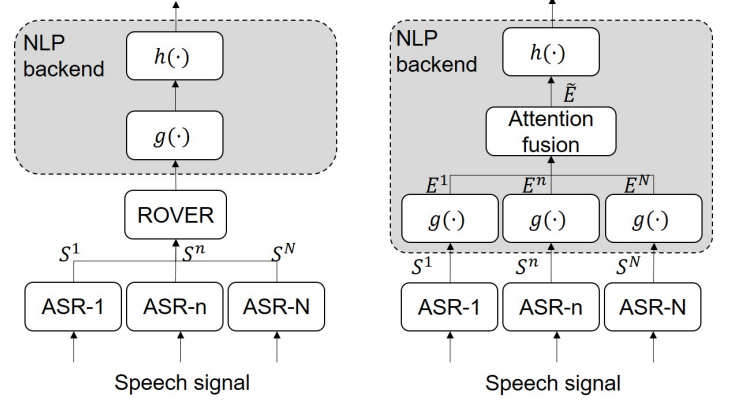 NLP
backend
h(·)
g(·)
ROVER
S^1 S^n S^N
ASR-1 ASR-n ASR-N
Speech signal
NLP
backend
h(·)
Ẽ
Attention
fusion
E^1 E^n E^N
g(·) g(·) g(·)
S^1 S^n S^N
ASR-1 ASR-n ASR-N
Speech signal